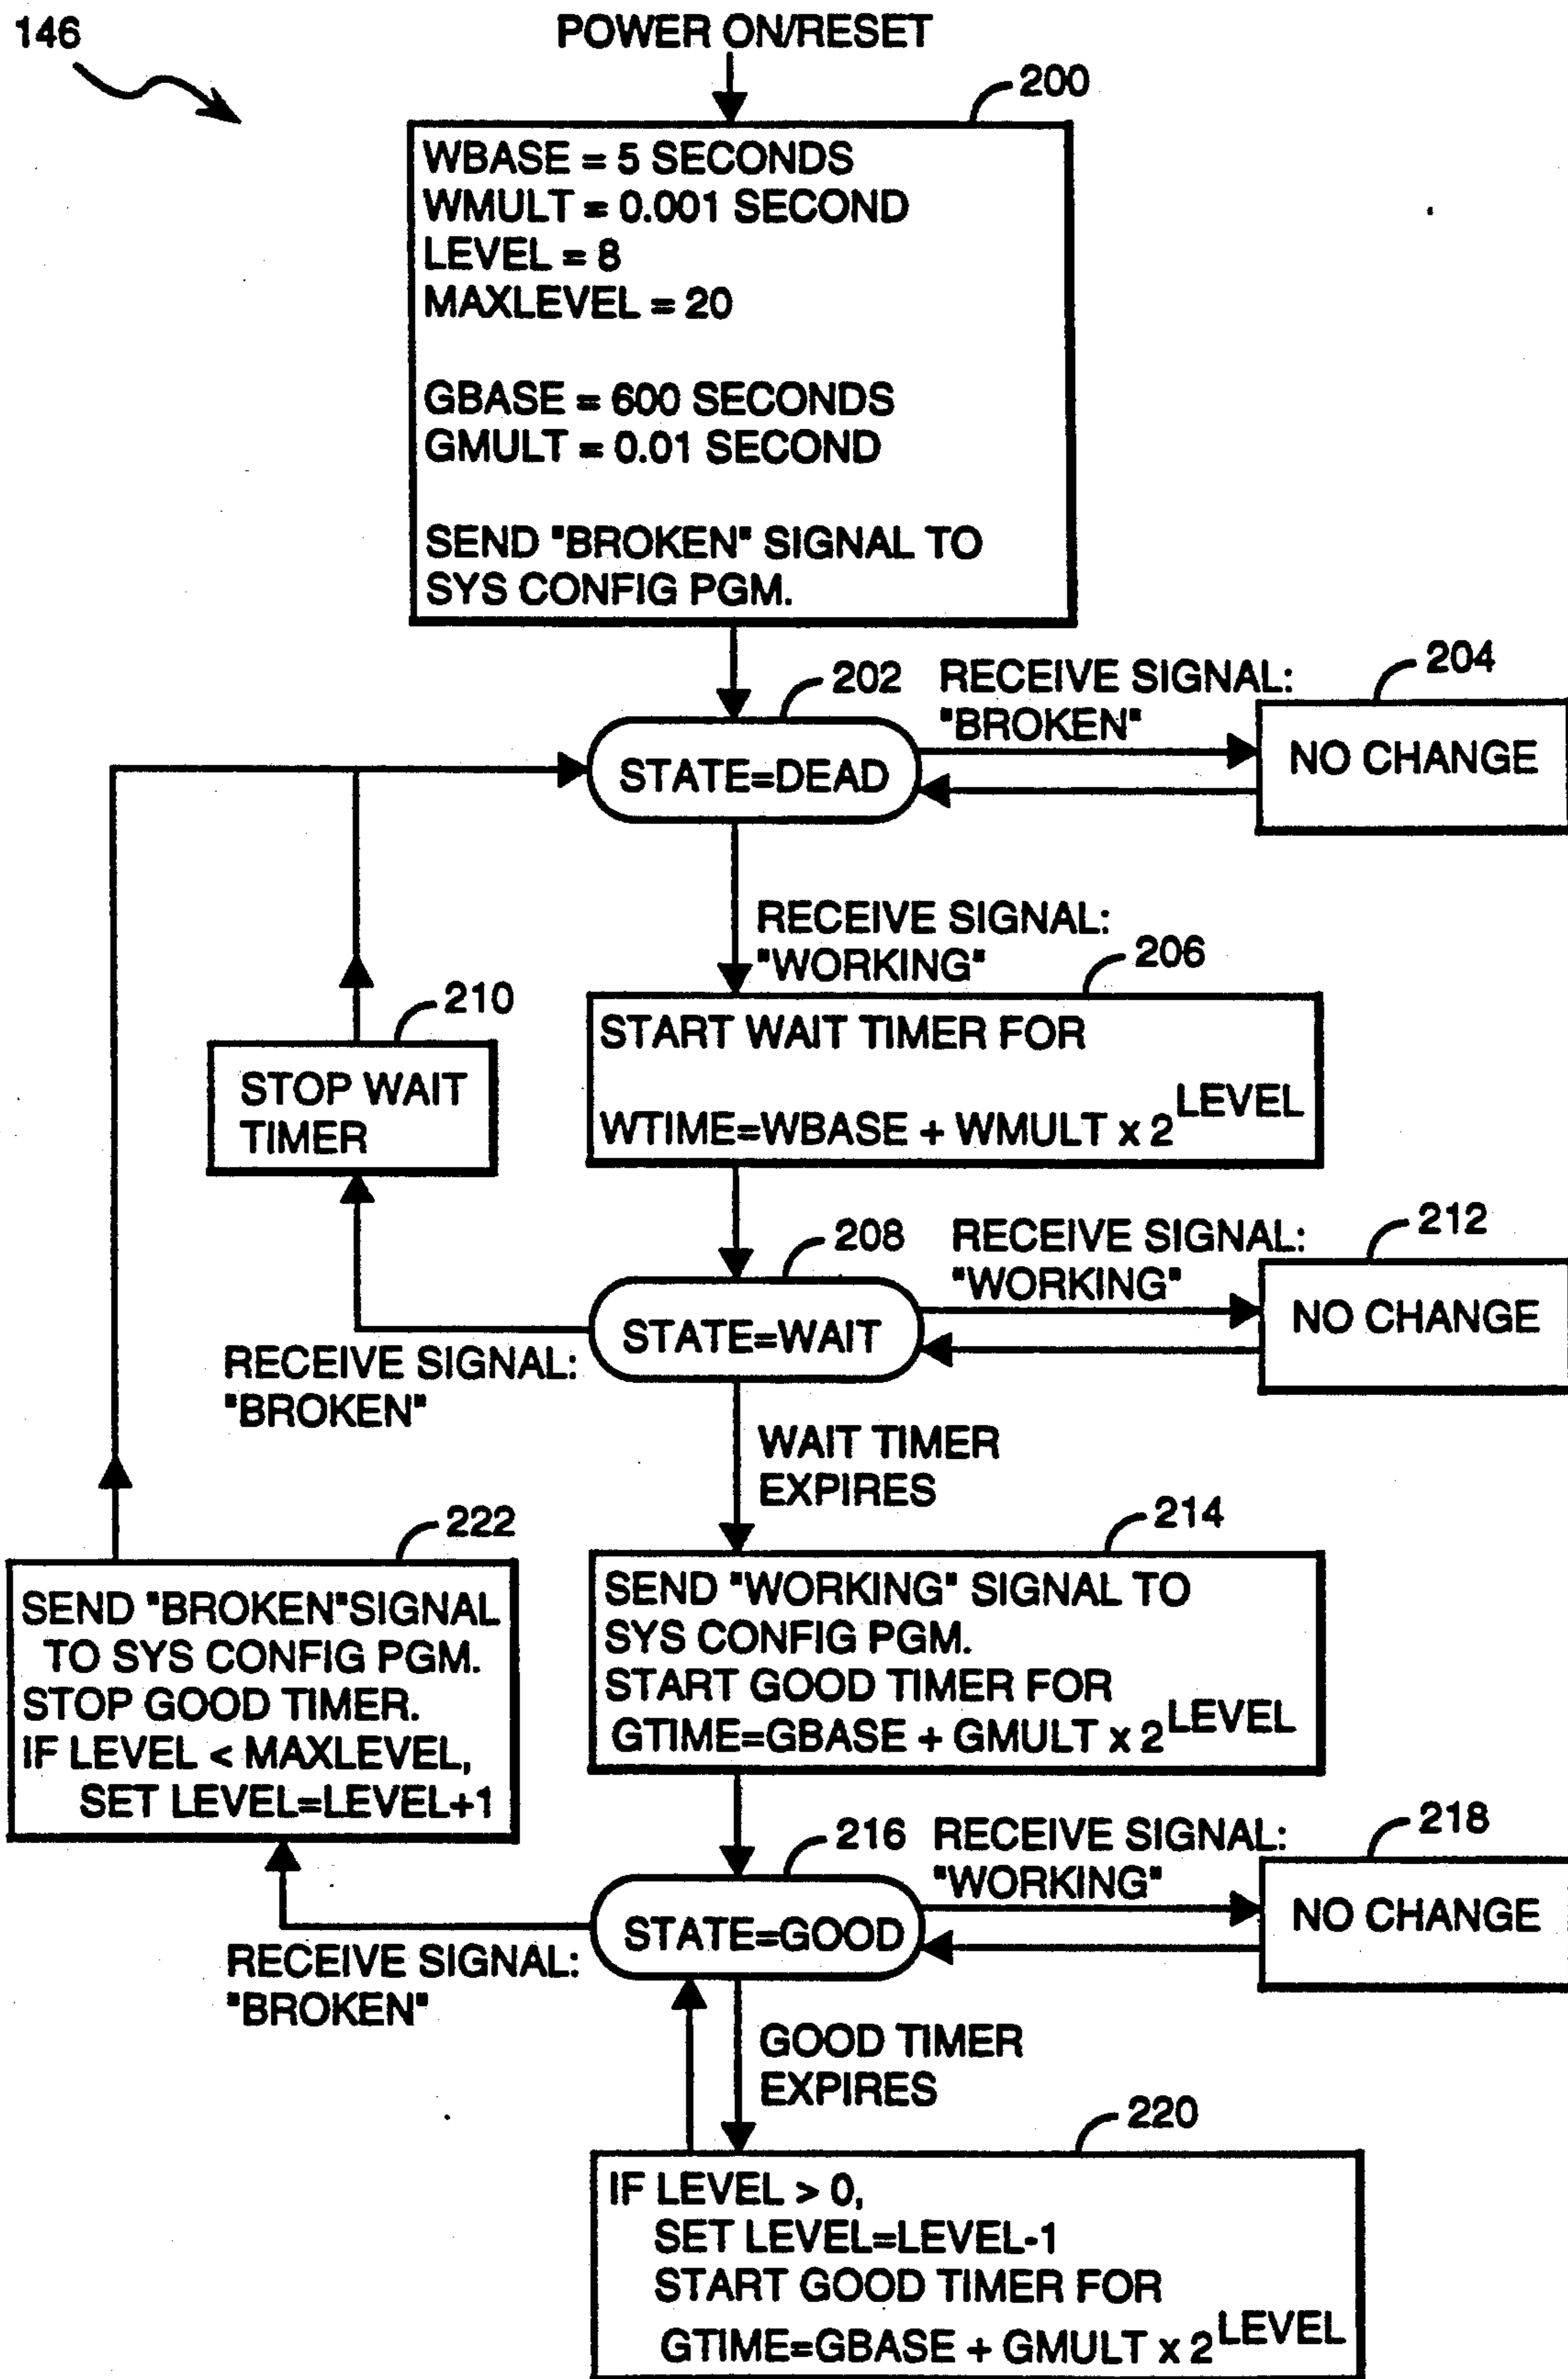 146
POWER ON/RESET
200
WBASE = 5 SECONDS
WMULT = 0.001 SECOND
LEVEL = 8
MAXLEVEL = 20
GBASE = 600 SECONDS
GMULT = 0.01 SECOND
SEND "BROKEN" SIGNAL TO
SYS CONFIG PGM.
202
STATE=DEAD
RECEIVE SIGNAL:
"BROKEN"
204
NO CHANGE
RECEIVE SIGNAL:
"WORKING"
206
START WAIT TIMER FOR
WTIME=WBASE + WMULT x 2^LEVEL
210
STOP WAIT
TIMER
208
STATE=WAIT
RECEIVE SIGNAL:
"WORKING"
212
NO CHANGE
RECEIVE SIGNAL:
"BROKEN"
WAIT TIMER
EXPIRES
214
SEND "WORKING" SIGNAL TO
SYS CONFIG PGM.
START GOOD TIMER FOR
GTIME=GBASE + GMULT x 2^LEVEL
222
SEND "BROKEN"SIGNAL
TO SYS CONFIG PGM.
STOP GOOD TIMER.
IF LEVEL < MAXLEVEL,
SET LEVEL=LEVEL+1
216
STATE=GOOD
RECEIVE SIGNAL:
"WORKING"
218
NO CHANGE
RECEIVE SIGNAL:
"BROKEN"
GOOD TIMER
EXPIRES
220
IF LEVEL > 0,
SET LEVEL=LEVEL-1
START GOOD TIMER FOR
GTIME=GBASE + GMULT x 2^LEVEL